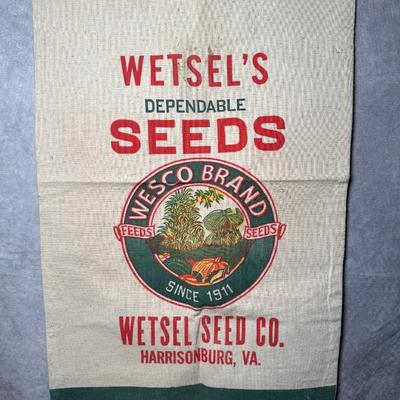 WETSEL'S
DEPENDABLE
SEEDS
WESCO BRAND
FEEDS SEEDS
SINCE 1911
WETSEL SEED CO.
HARRISONBURG, VA.